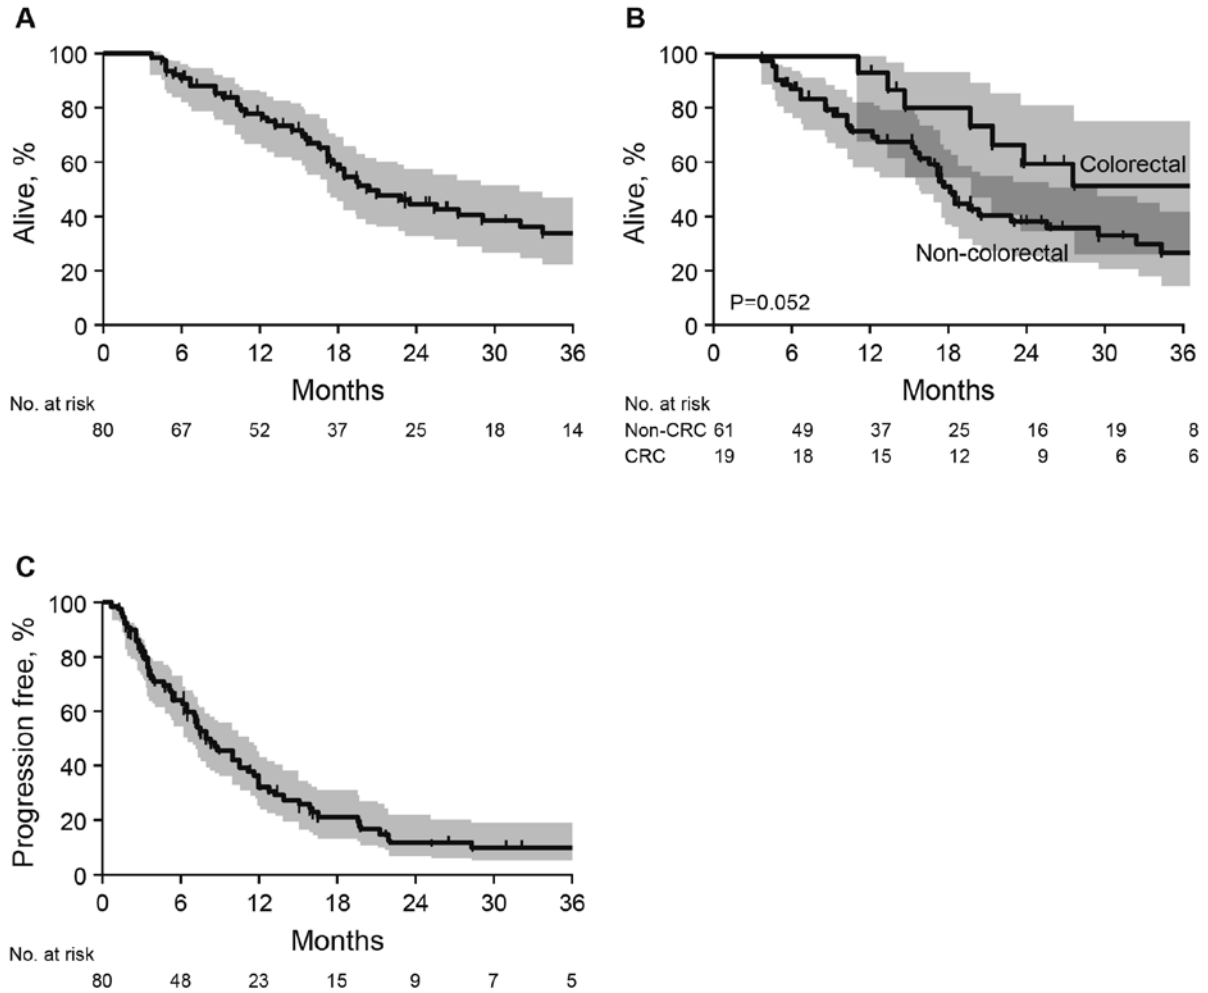 A
Alive, %
100
80
60
40
20
0
0 6 12 18 24 30 36
Months
No. at risk
80 67 52 37 25 18 14
B
Alive, %
100
80
60
40
20
0
Colorectal
Non-colorectal
P=0.052
0 6 12 18 24 30 36
Months
No. at risk
Non-CRC 61 49 37 25 16 19 8
CRC 19 18 15 12 9 6 6
C
Progression free, %
100
80
60
40
20
0
0 6 12 18 24 30 36
Months
No. at risk
80 48 23 15 9 7 5